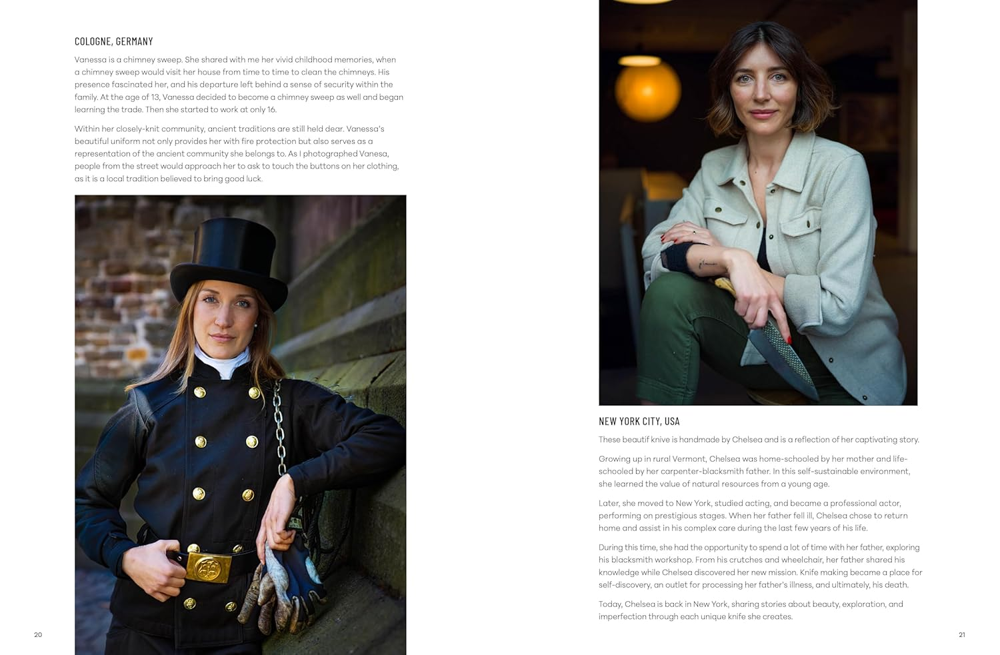 COLOGNE, GERMANY
Vanessa is a chimney sweep. She shared with me her vivid childhood memories, when
a chimney sweep would visit her house from time to time to clean the chimneys. His
presence fascinated her, and his departure left behind a sense of security within the
family. At the age of 13, Vanessa decided to become a chimney sweep as well and began
learning the trade. Then she started to work at only 16.
Within her closely-knit community, ancient traditions are still held dear. Vanessa's
beautiful uniform not only provides her with fire protection but also serves as a
representation of the ancient community she belongs to. As I photographed Vanesa,
people from the street would approach her to ask to touch the buttons on her clothing,
as it is a local tradition believed to bring good luck.
20
NEW YORK CITY, USA
These beautif knive is handmade by Chelsea and is a reflection of her captivating story.
Growing up in rural Vermont, Chelsea was home-schooled by her mother and life-
schooled by her carpenter-blacksmith father. In this self-sustainable environment,
she learned the value of natural resources from a young age.
Later, she moved to New York, studied acting, and became a professional actor,
performing on prestigious stages. When her father fell ill, Chelsea chose to return
home and assist in his complex care during the last few years of his life.
During this time, she had the opportunity to spend a lot of time with her father, exploring
his blacksmith workshop. From his crutches and wheelchair, her father shared his
knowledge while Chelsea discovered her new mission. Knife making became a place for
self-discovery, an outlet for processing her father's illness, and ultimately, his death.
Today, Chelsea is back in New York, sharing stories about beauty, exploration, and
imperfection through each unique knife she creates.
21